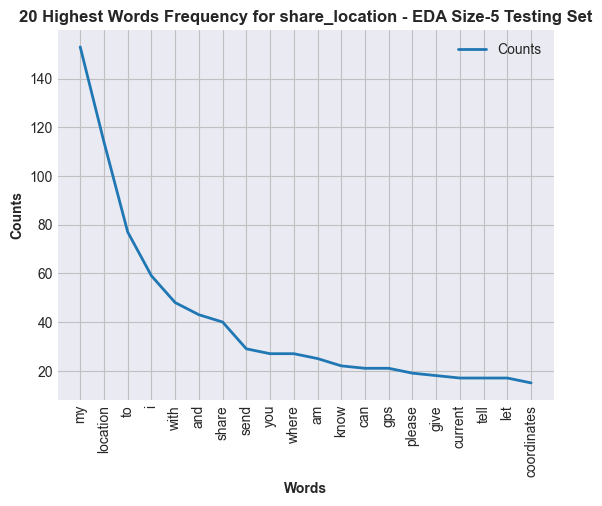 20 Highest Words Frequency for share_location - EDA Size-5 Testing Set
Counts
140
120
100
80
60
40
20
Counts
my
location
to
i
with
and
share
send
you
where
am
know
can
gps
please
give
current
tell
let
coordinates
Words